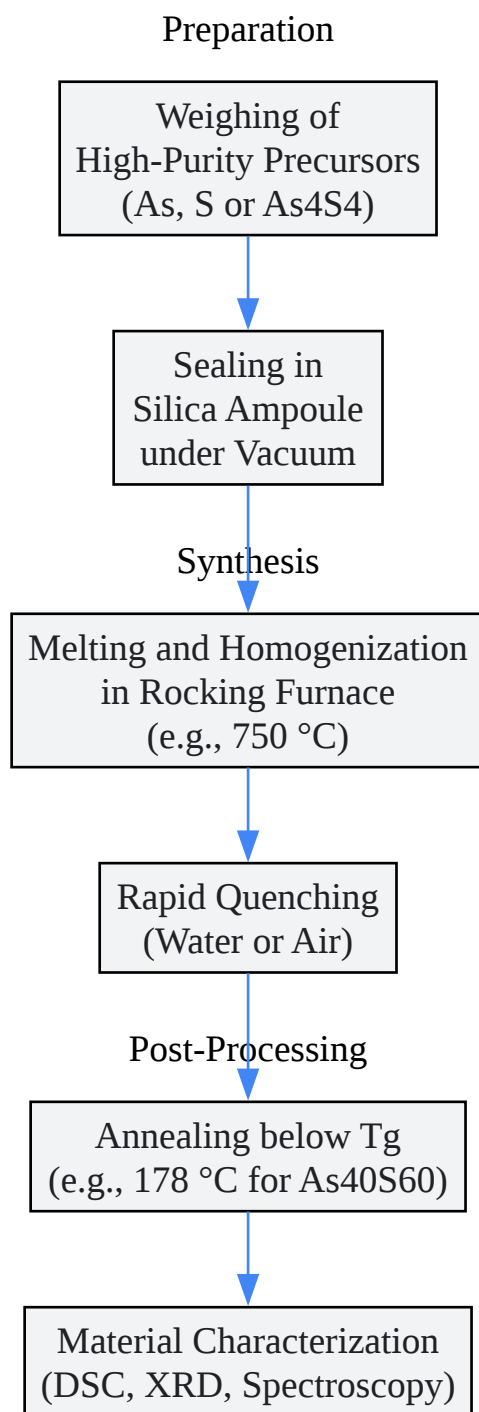 Preparation
Weighing of
High-Purity Precursors
(As, S or As4S4)
Sealing in
Silica Ampoule
under Vacuum
Synthesis
Melting and Homogenization
in Rocking Furnace
(e.g., 750 °C)
Rapid Quenching
(Water or Air)
Post-Processing
Annealing below Tg
(e.g., 178 °C for As40S60)
Material Characterization
(DSC, XRD, Spectroscopy)